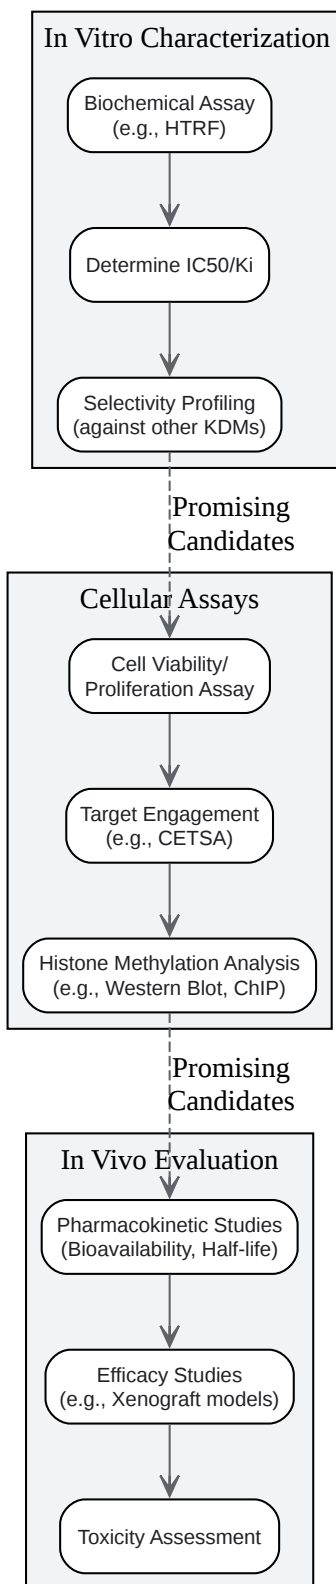 In Vitro Characterization
Biochemical Assay
(e.g., HTRF)
Determine IC50/Ki
Selectivity Profiling
(against other KDMs)
Promising
Candidates
Cellular Assays
Cell Viability/
Proliferation Assay
Target Engagement
(e.g., CETSA)
Histone Methylation Analysis
(e.g., Western Blot, ChIP)
Promising
Candidates
In Vivo Evaluation
Pharmacokinetic Studies
(Bioavailability, Half-life)
Efficacy Studies
(e.g., Xenograft models)
Toxicity Assessment